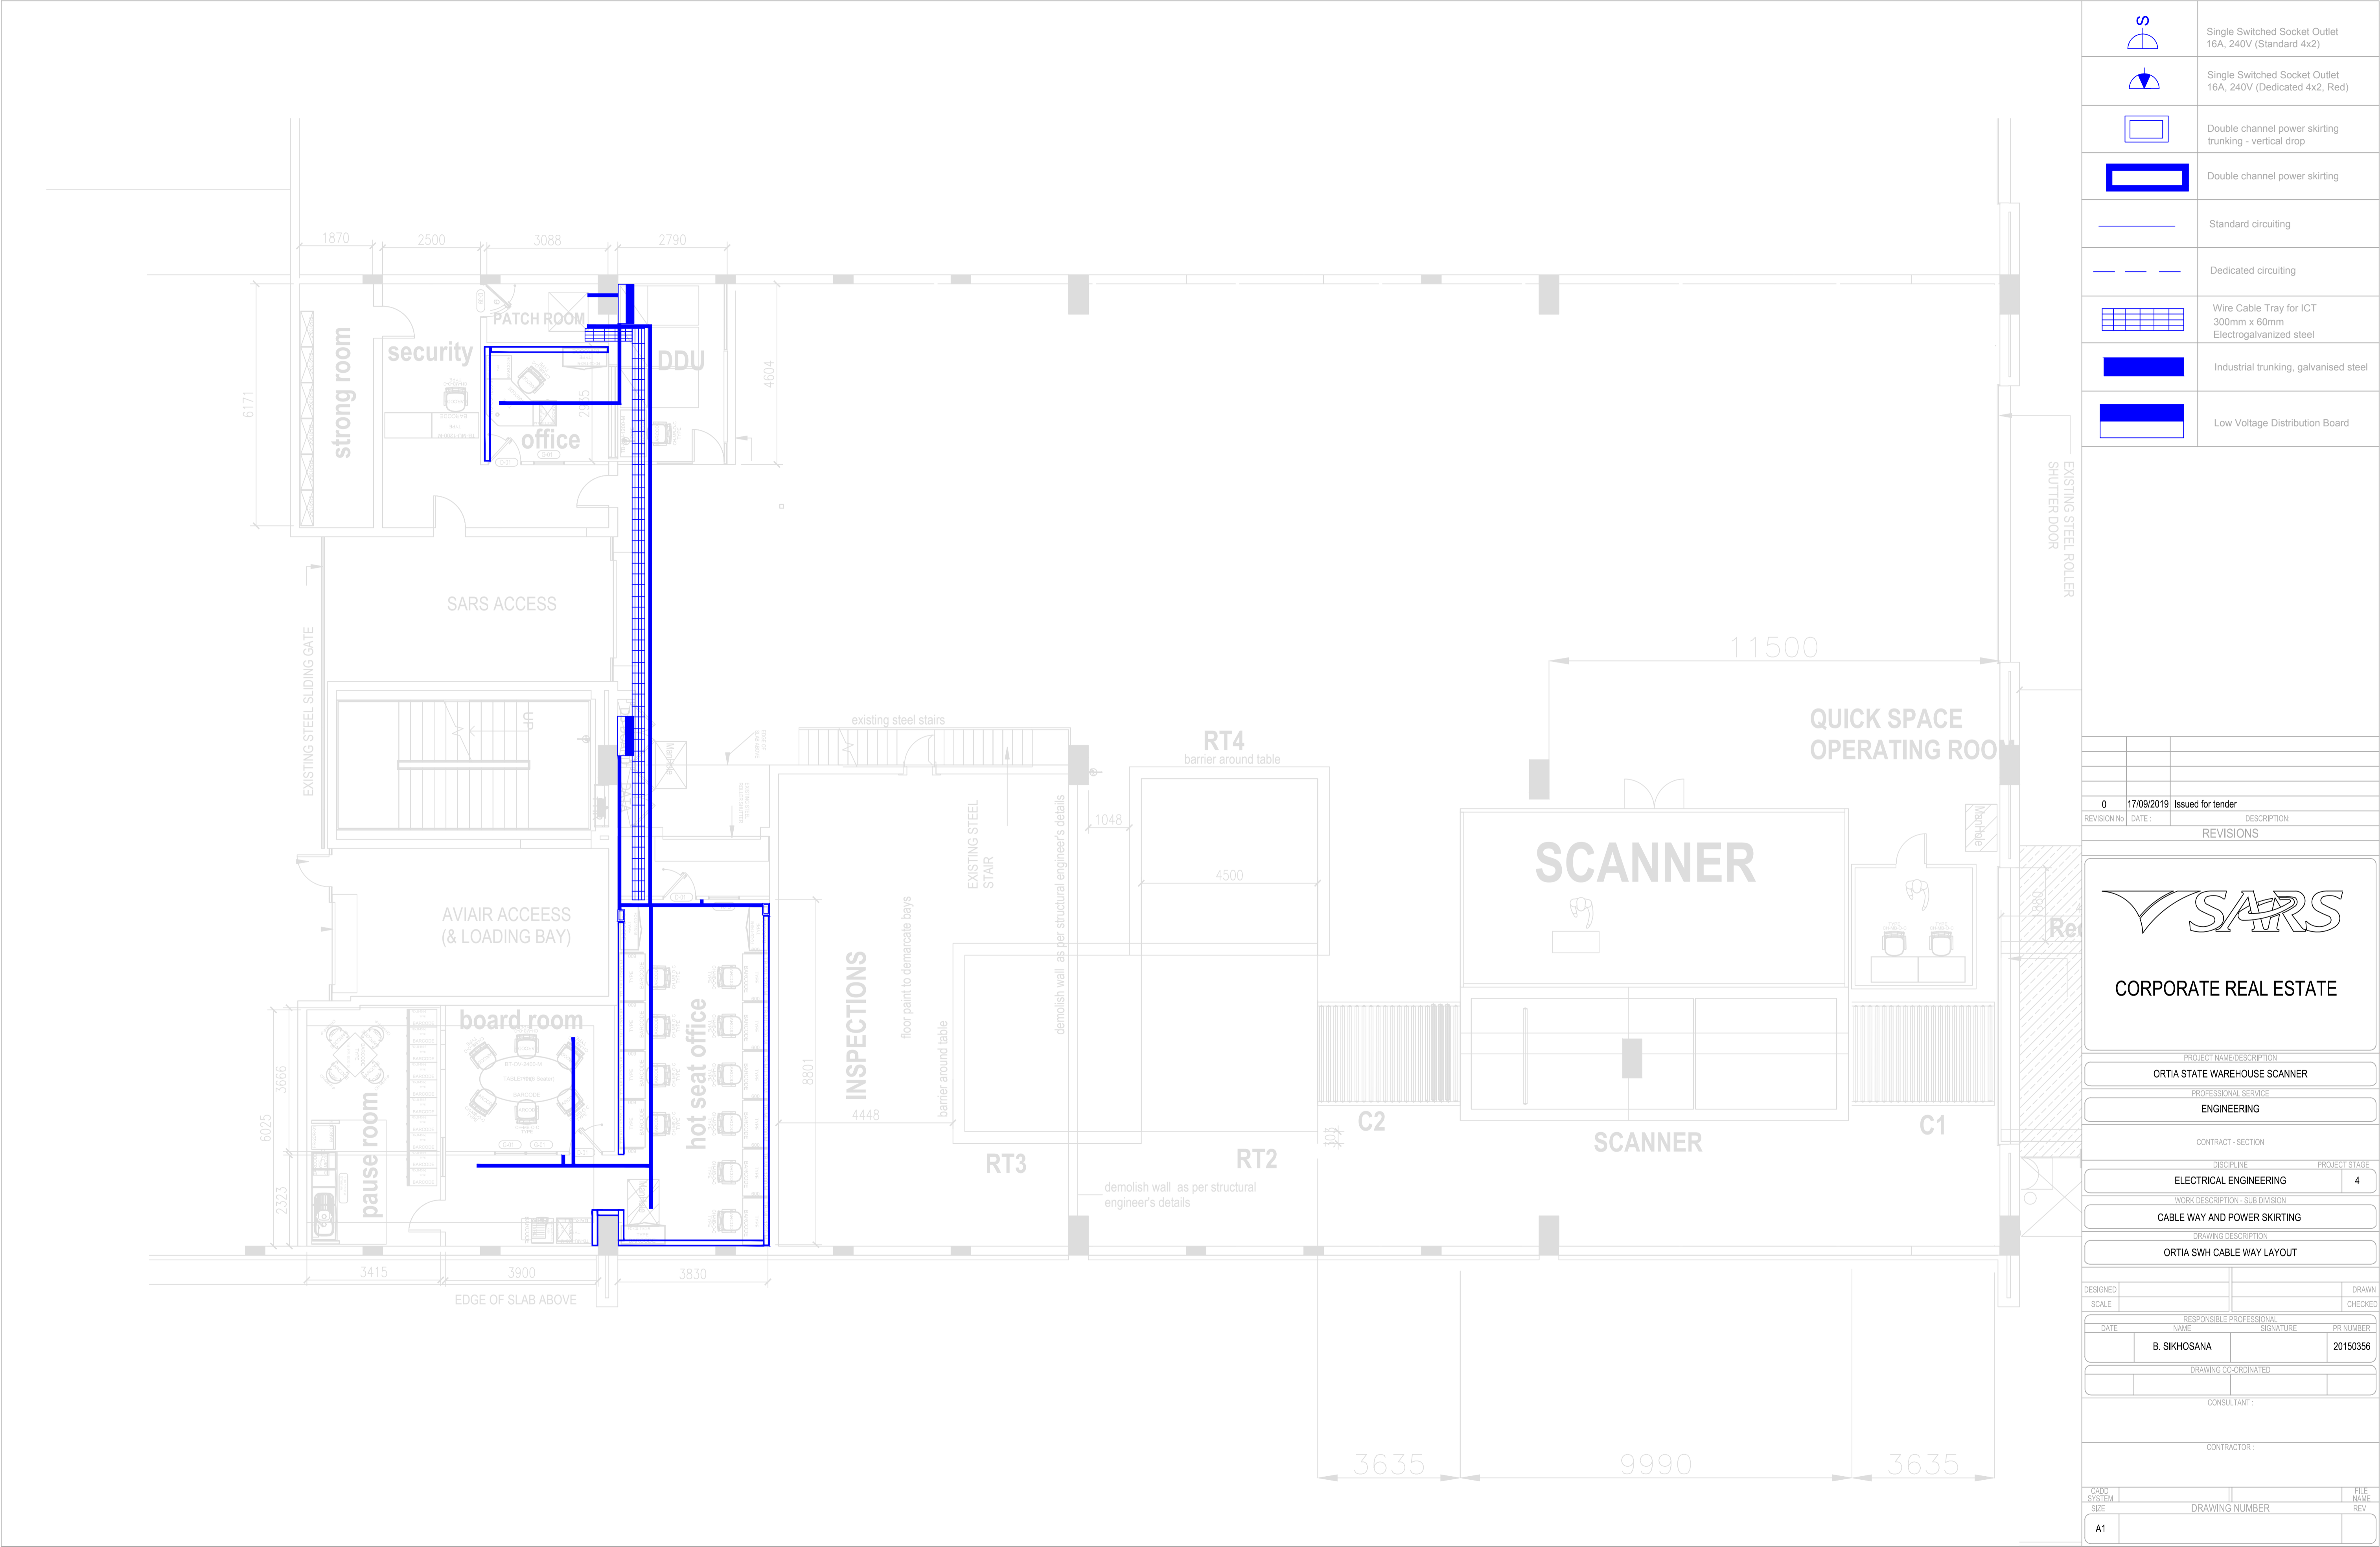 1870
2500
3088
2790
PATCH ROOM
security
strong room
DDU
office
6171
2935
4604
SARS ACCESS
EXISTING STEEL SLIDING GATE
UP
AVIAIR ACCEESS
(& LOADING BAY)
board room
pause room
hot seat office
3666
6025
2323
3415
3900
3830
EDGE OF SLAB ABOVE
8801
INSPECTIONS
4448
existing steel stairs
EXISTING STEEL
STAIR
floor paint to demarcate bays
barrier around table
demolish wall as per structural engineer's details
RT4
barrier around table
1048
4500
RT3
RT2
demolish wall as per structural
engineer's details
305
C2
SCANNER
SCANNER
C1
11500
QUICK SPACE
OPERATING ROOM
ManHole
EXISTING STEEL ROLLER
SHUTTER DOOR
3635
9990
3635
S
Single Switched Socket Outlet
16A, 240V (Standard 4x2)
Single Switched Socket Outlet
16A, 240V (Dedicated 4x2, Red)
Double channel power skirting
trunking - vertical drop
Double channel power skirting
Standard circuiting
Dedicated circuiting
Wire Cable Tray for ICT
300mm x 60mm
Electrogalvanized steel
Industrial trunking, galvanised steel
Low Voltage Distribution Board
0 17/09/2019 Issued for tender
REVISION No DATE : DESCRIPTION:
REVISIONS
SARS
CORPORATE REAL ESTATE
PROJECT NAME/DESCRIPTION
ORTIA STATE WAREHOUSE SCANNER
PROFESSIONAL SERVICE
ENGINEERING
CONTRACT - SECTION
DISCIPLINE PROJECT STAGE
ELECTRICAL ENGINEERING 4
WORK DESCRIPTION - SUB DIVISION
CABLE WAY AND POWER SKIRTING
DRAWING DESCRIPTION
ORTIA SWH CABLE WAY LAYOUT
DESIGNED DRAWN
SCALE CHECKED
RESPONSIBLE PROFESSIONAL
DATE NAME SIGNATURE PR NUMBER
B. SIKHOSANA 20150356
DRAWING CO-ORDINATED
CONSULTANT :
CONTRACTOR :
CADD
SYSTEM
FILE
NAME
SIZE DRAWING NUMBER REV
A1